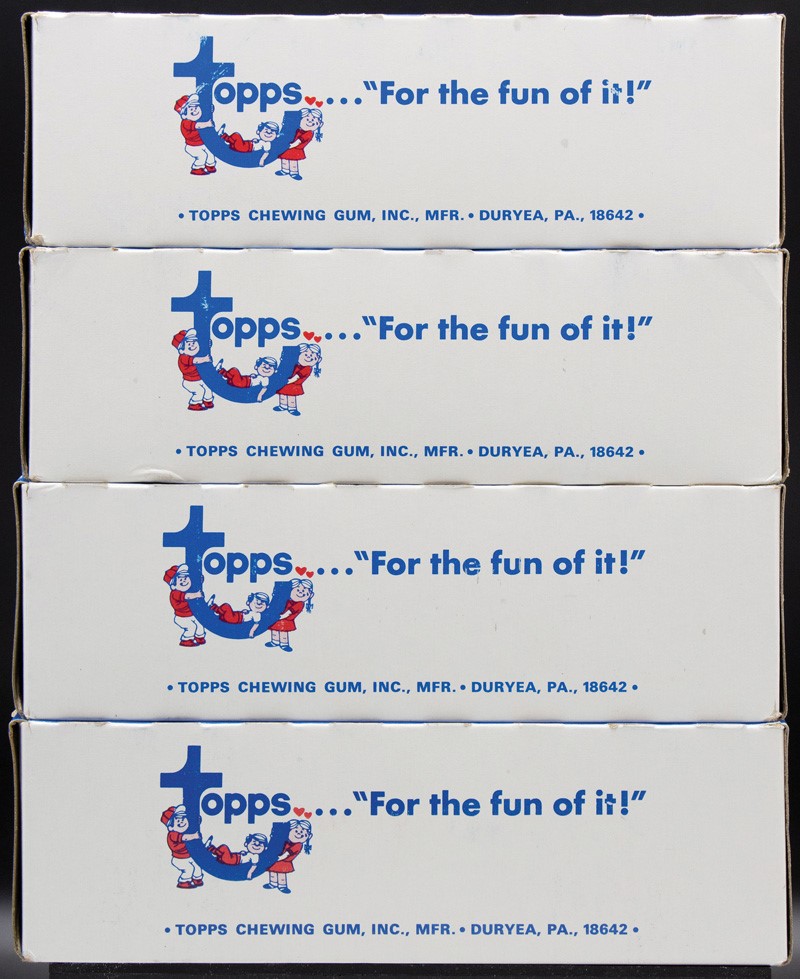 topps...."For the fun of it!"
• TOPPS CHEWING GUM, INC., MFR. • DURYEA, PA., 18642 •
topps...."For the fun of it!"
• TOPPS CHEWING GUM, INC., MFR. • DURYEA, PA., 18642 •
topps...."For the fun of it!"
• TOPPS CHEWING GUM, INC., MFR. • DURYEA, PA., 18642 •
topps...."For the fun of it!"
• TOPPS CHEWING GUM, INC., MFR. • DURYEA, PA., 18642 •